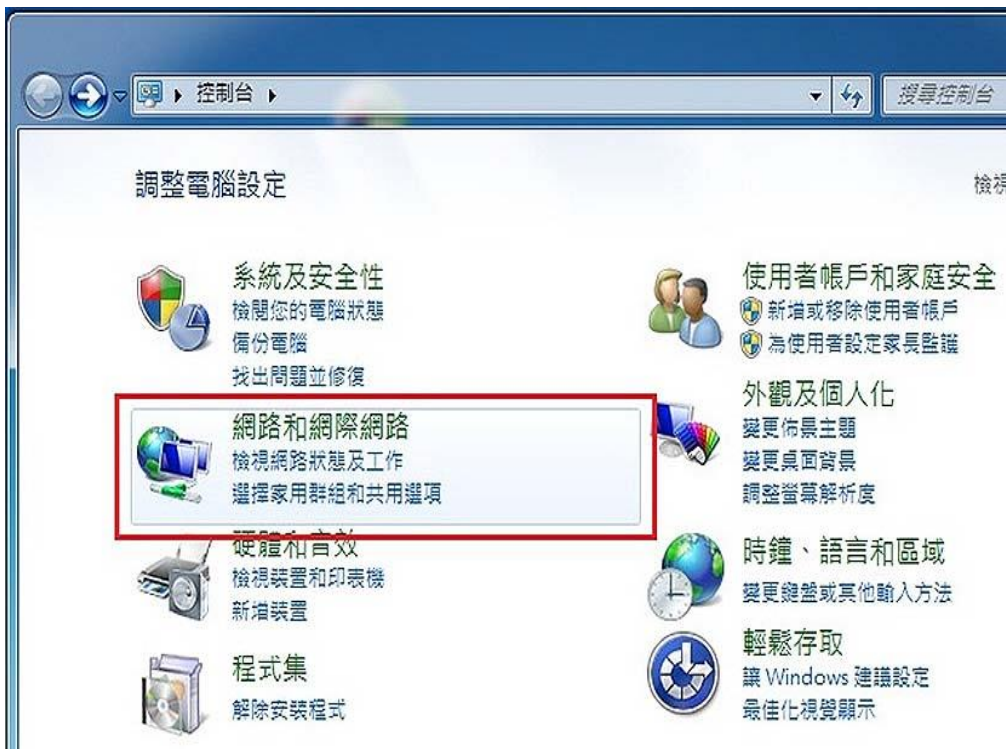 控制台
搜尋控制台
調整電腦設定
系統及安全性
檢閱您的電腦狀態
備份電腦
找出問題並修復
網路和網際網路
檢視網路狀態及工作
選擇家用群組和共用選項
硬體和音效
檢視裝置和印表機
新增裝置
程式集
解除安裝程式
使用者帳戶和家庭安全
新增或移除使用者帳戶
為使用者設定家長監護
外觀及個人化
變更佈景主題
變更桌面背景
調整螢幕解析度
時鐘、語言和區域
變更鍵盤或其他輸入方法
輕鬆存取
讓 Windows 建議設定
最佳化視覺顯示